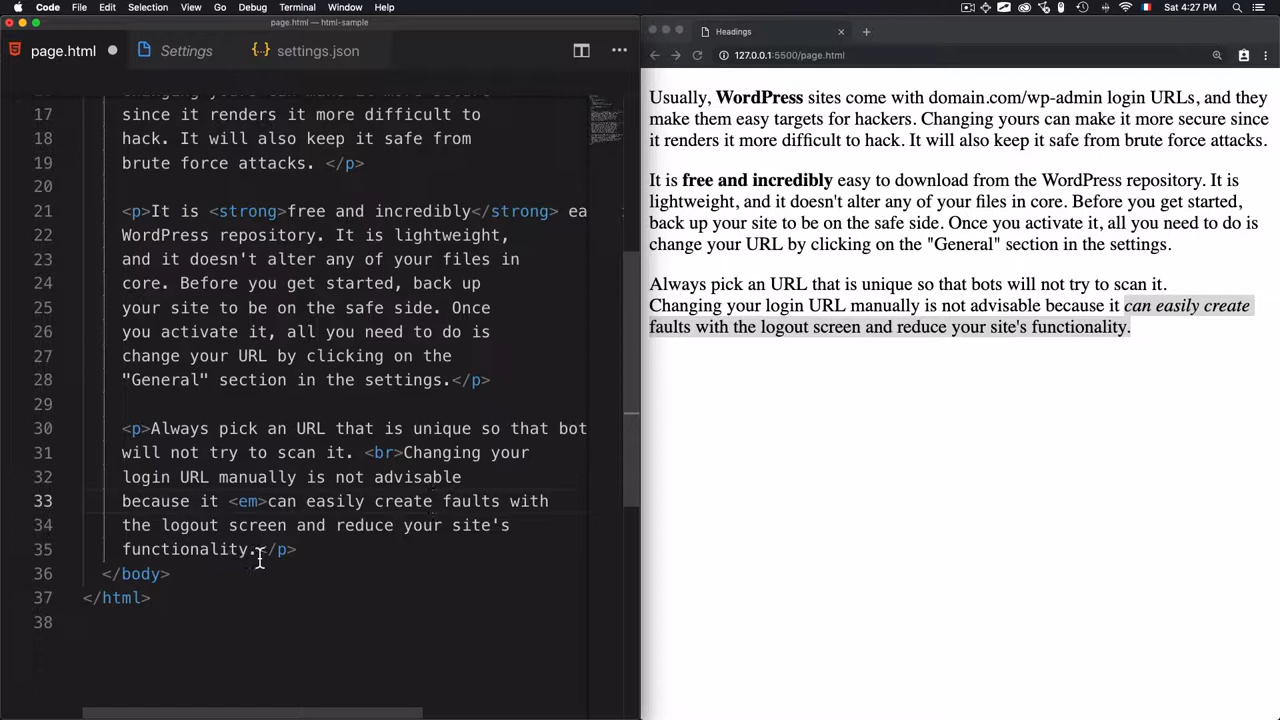 Code File Edit Selection View Go Debug Terminal Window Help
Sat 4:27 PM
page.html — html-sample
page.html Settings {..} settings.json
17 since it renders it more difficult to
18 hack. It will also keep it safe from
19 brute force attacks. </p>
20
21 <p>It is <strong>free and incredibly</strong> ea
22 WordPress repository. It is lightweight,
23 and it doesn't alter any of your files in
24 core. Before you get started, back up
25 your site to be on the safe side. Once
26 you activate it, all you need to do is
27 change your URL by clicking on the
28 "General" section in the settings.</p>
29
30 <p>Always pick an URL that is unique so that bot
31 will not try to scan it. <br>Changing your
32 login URL manually is not advisable
33 because it <em>can easily create faults with
34 the logout screen and reduce your site's
35 functionality.</p>
36 </body>
37 </html>
38
Headings
127.0.0.1:5500/page.html
Usually, WordPress sites come with domain.com/wp-admin login URLs, and they
make them easy targets for hackers. Changing yours can make it more secure since
it renders it more difficult to hack. It will also keep it safe from brute force attacks.
It is free and incredibly easy to download from the WordPress repository. It is
lightweight, and it doesn't alter any of your files in core. Before you get started,
back up your site to be on the safe side. Once you activate it, all you need to do is
change your URL by clicking on the "General" section in the settings.
Always pick an URL that is unique so that bots will not try to scan it.
Changing your login URL manually is not advisable because it can easily create
faults with the logout screen and reduce your site's functionality.